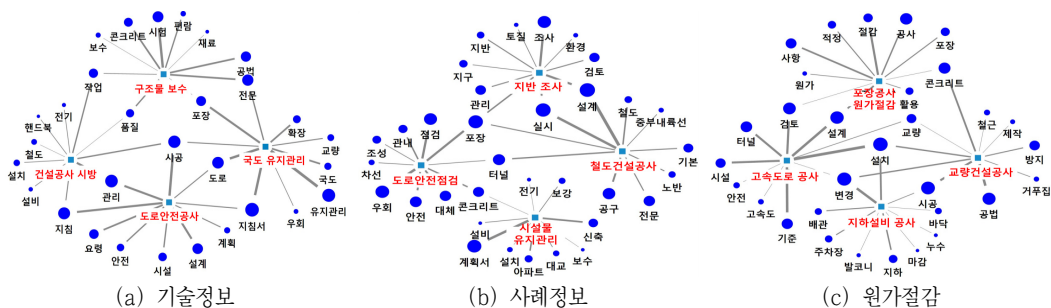 콘크리트
시험
편람
보수
재료
공법
작업
구조물 보수
전문
전기
핸드북
품질
포장
확장
철도
시공
교량
설치
건설공사 시방
국도 유지관리
도로
국도
설비
관리
유지관리
도로안전공사
지침
지침서
우회
요령
계획
안전
시설
설계
(a) 기술정보
토질
조사
지반
환경
지구
검토
지반 조사
관리
설계
철도
중부내륙선
점검
실시
관내
포장
조성
기본
차선
터널
철도건설공사
도로안전점검
노반
전기
보강
우회
안전
대체
콘크리트
공구
전문
설비
시설물
유지관리
신축
계획서
설치
아파트
대교
보수
(b) 사례정보
적정
절감
공사
사항
포장
원가
포장공사
원가절감
콘크리트
활용
검토
설계
교량
철근
제작
터널
설치
방지
시설
고속도로 공사
교량건설공사
거푸집
안전
변경
시공
고속도로
공법
배관
지하설비 공사
바닥
기준
주차장
누수
발코니
지하
마감
(c) 원가절감